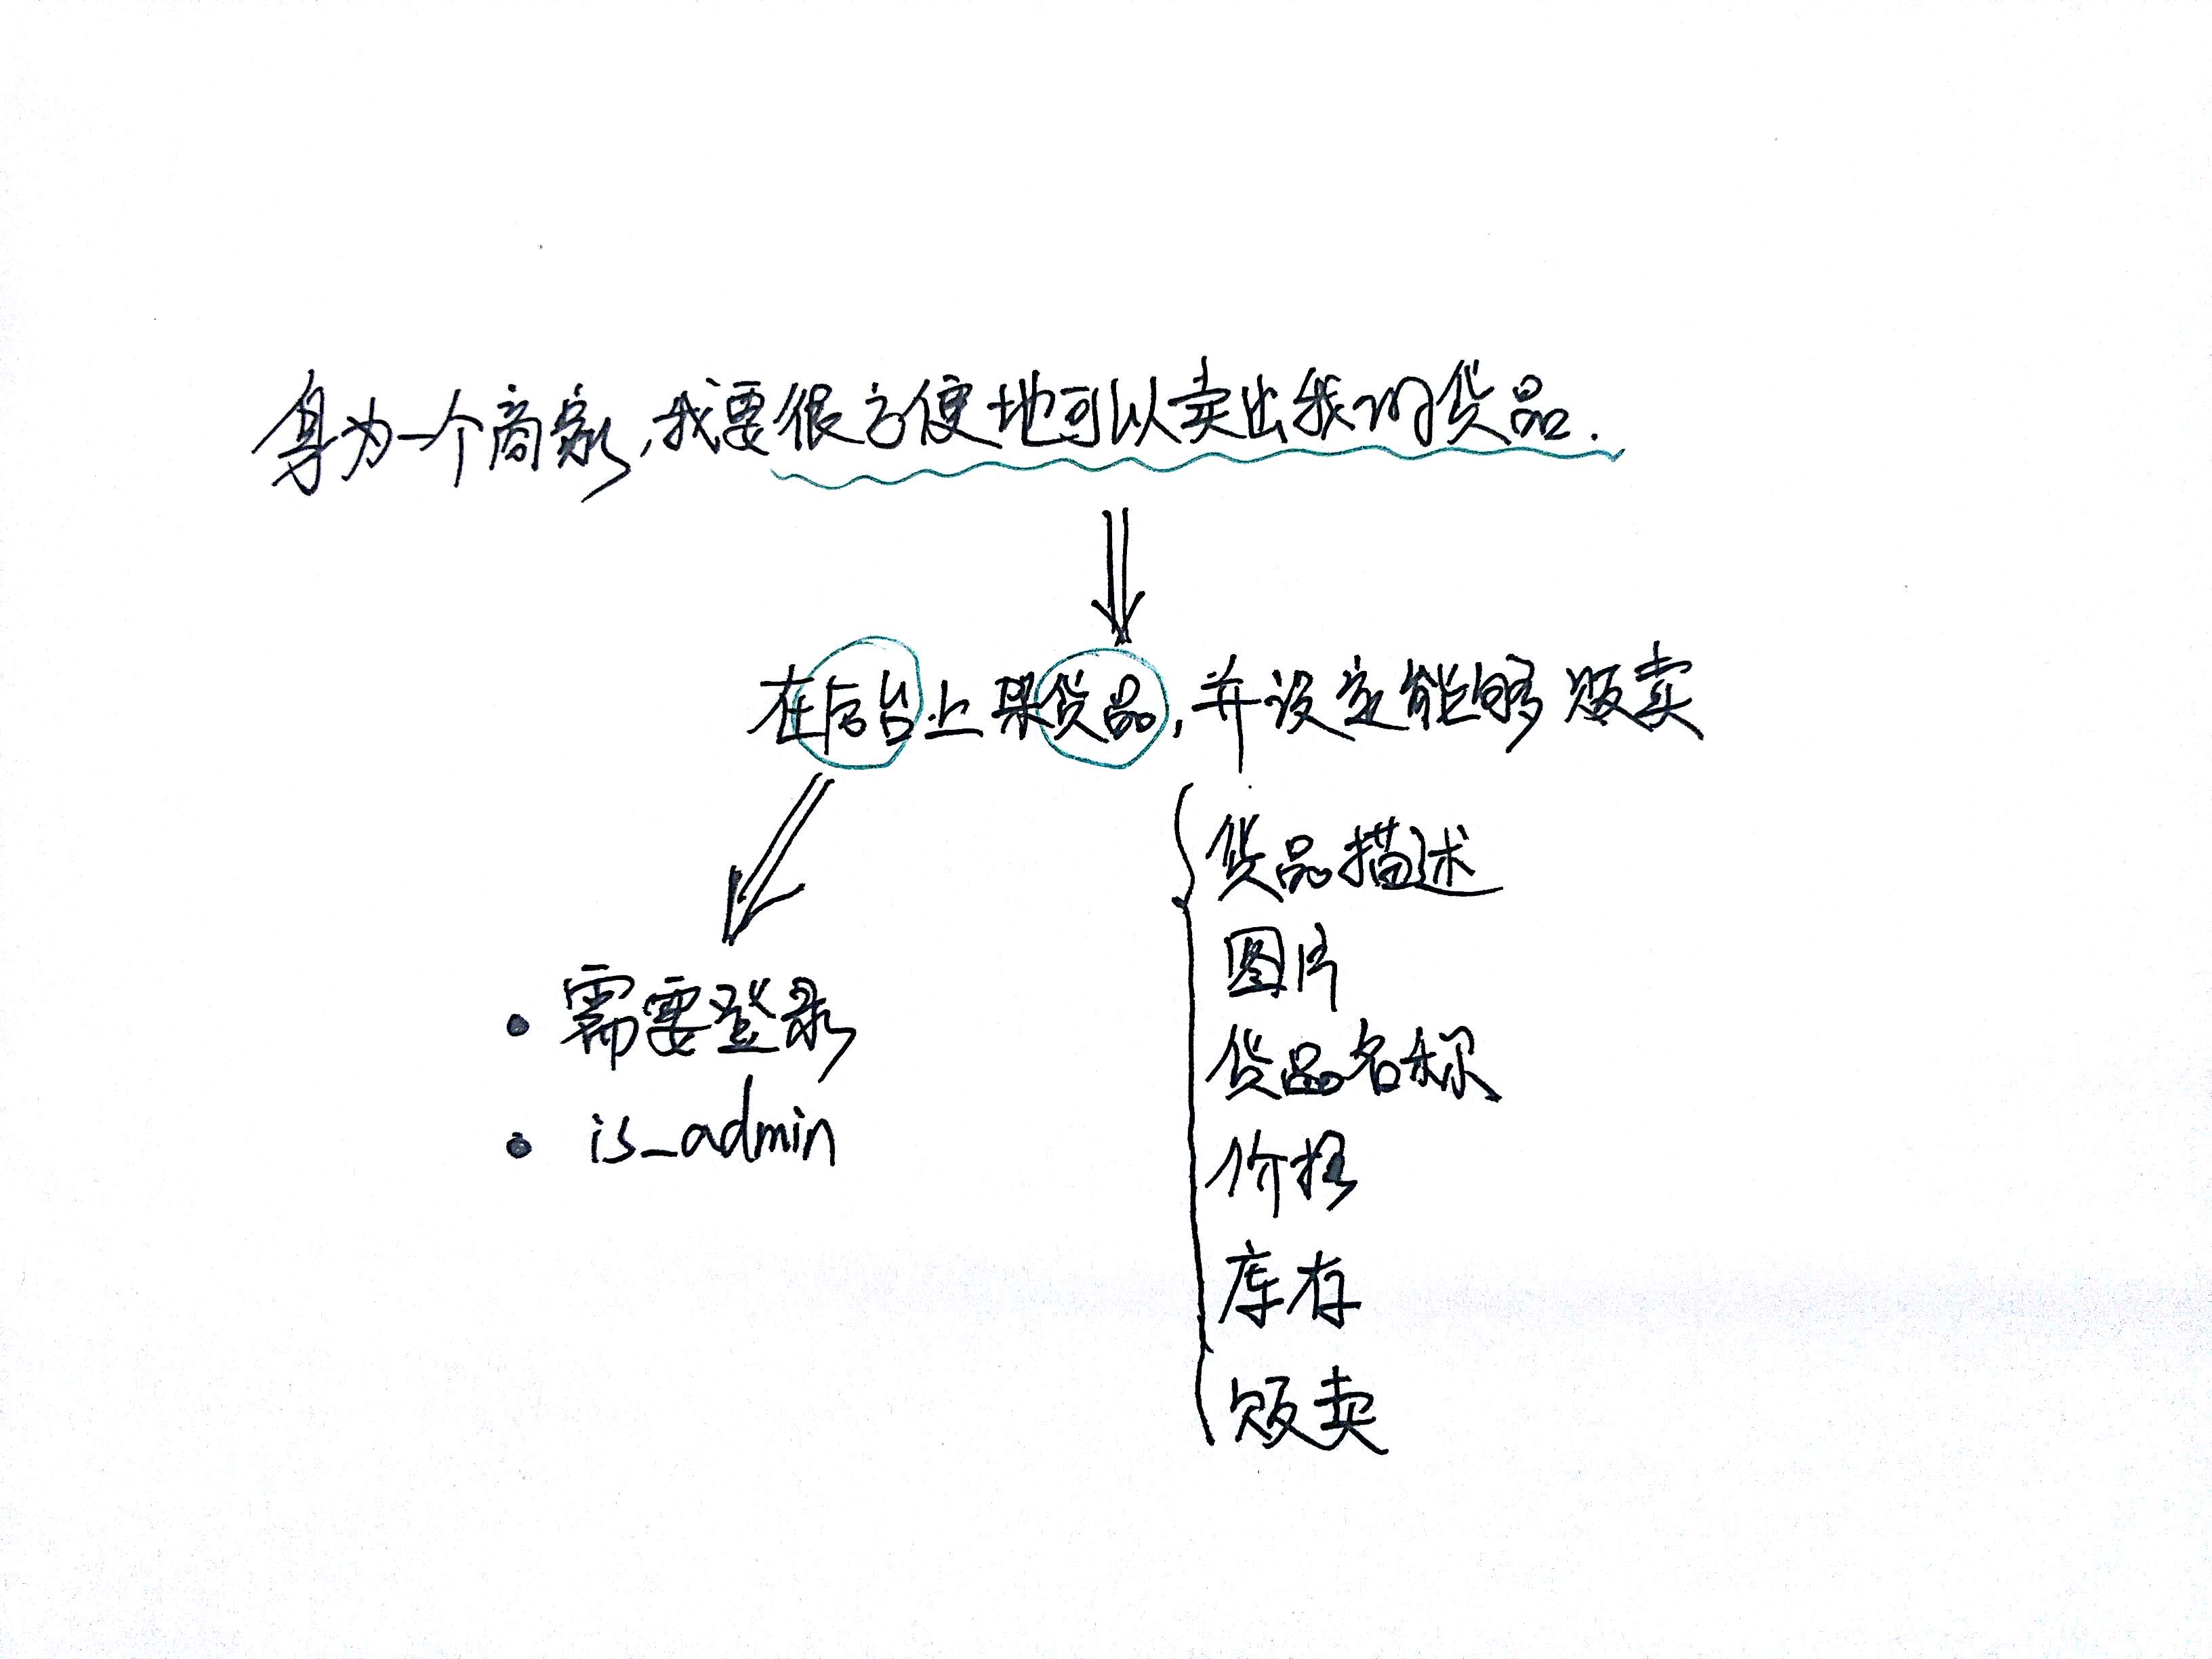 身为一个商家,我要很方便地可以卖出我的货品.
在后台上架货品,并设定能够贩卖
• 需要登录
• is_admin
货品描述
图片
货品名称
价格
库存
贩卖